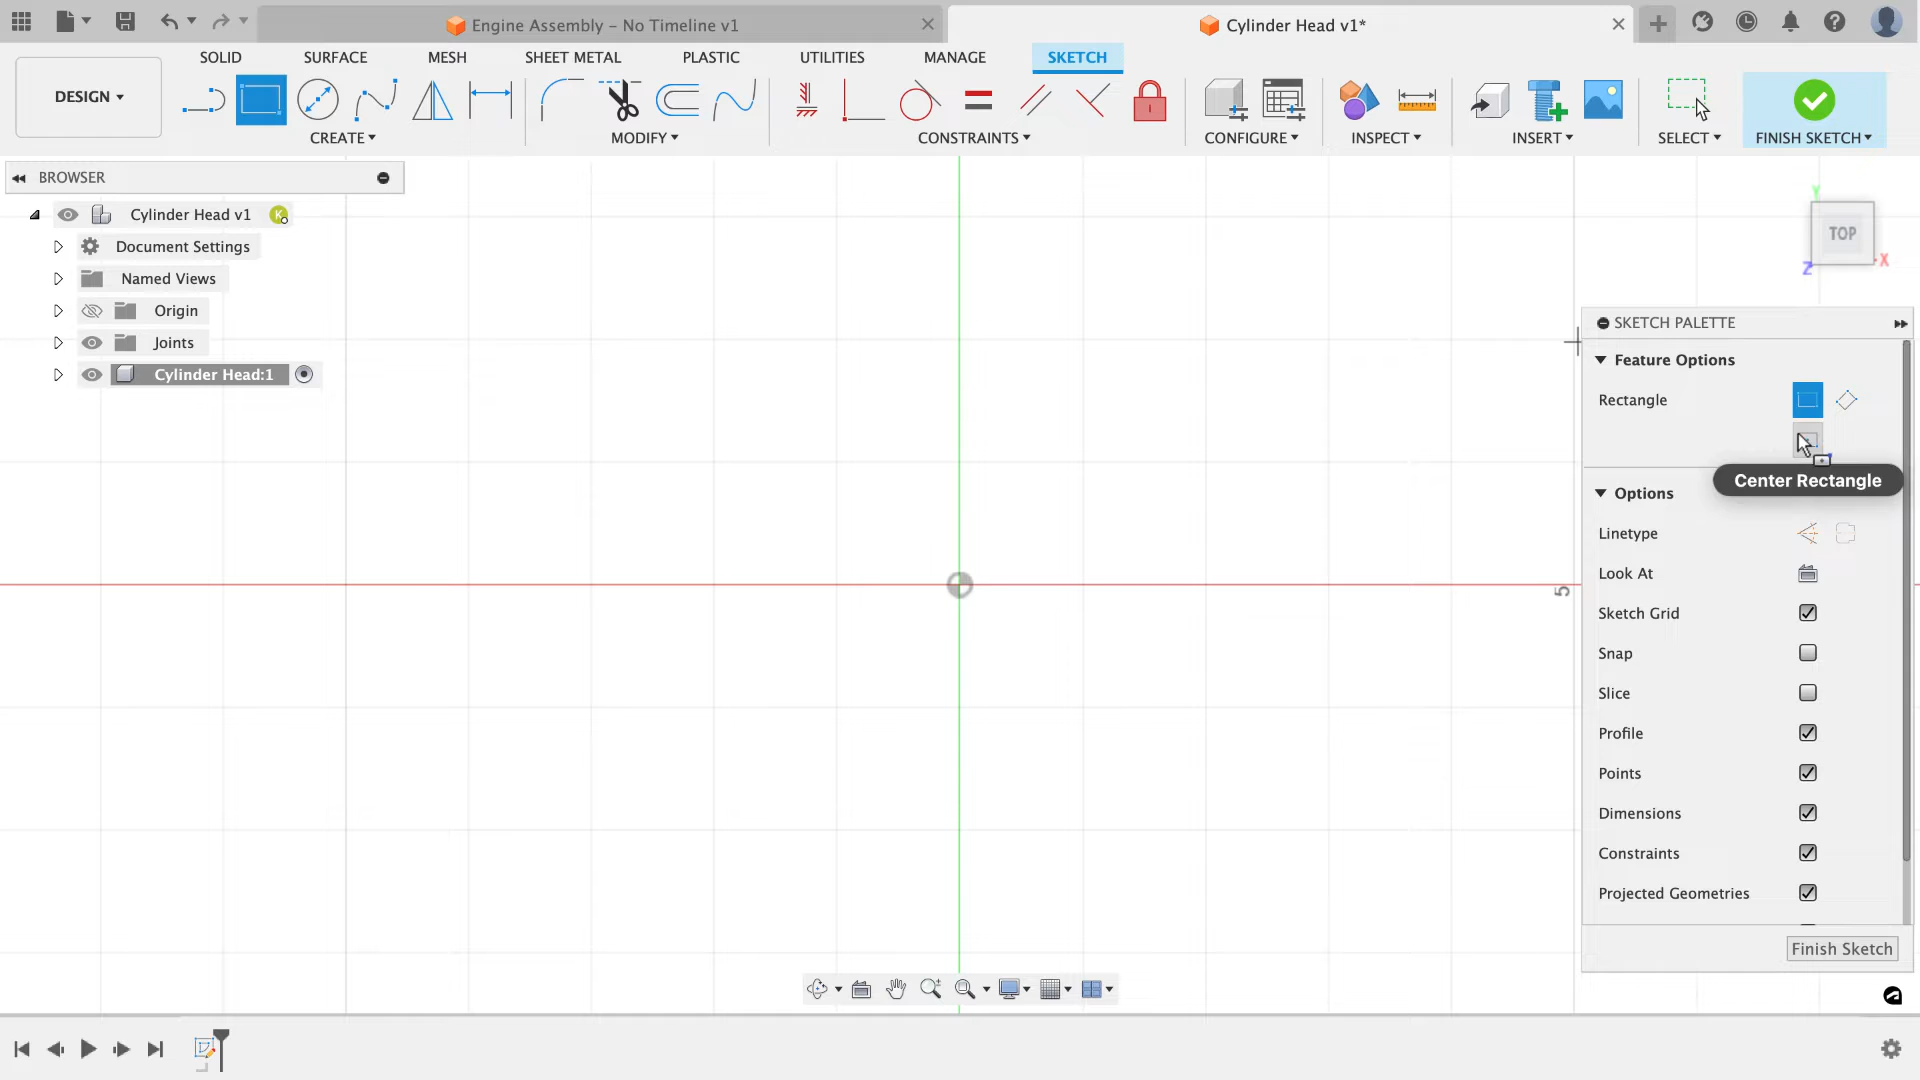 Engine Assembly – No Timeline v1
Cylinder Head v1*
DESIGN
SOLID
SURFACE
MESH
SHEET METAL
PLASTIC
UTILITIES
MANAGE
SKETCH
CREATE
MODIFY
CONSTRAINTS
CONFIGURE
INSPECT
INSERT
SELECT
FINISH SKETCH
BROWSER
Cylinder Head v1
K
Document Settings
Named Views
Origin
Joints
Cylinder Head:1
Y
TOP
X
Z
SKETCH PALETTE
Feature Options
Rectangle
Center Rectangle
Options
Linetype
Look At
5
Sketch Grid
Snap
Slice
Profile
Points
Dimensions
Constraints
Projected Geometries
Finish Sketch